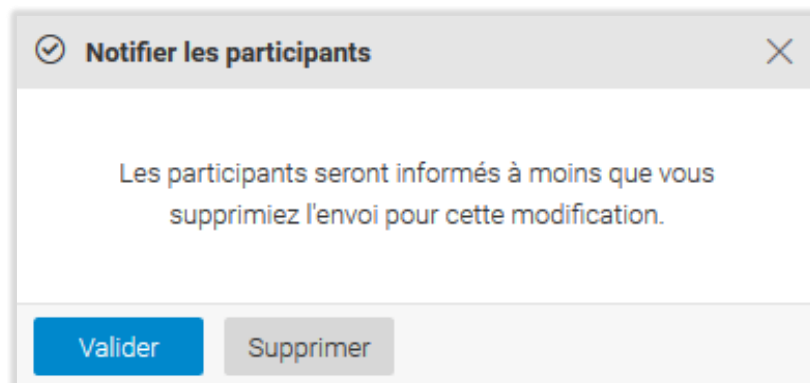 Notifier les participants
Les participants seront informés à moins que vous
supprimiez l'envoi pour cette modification.
Valider
Supprimer